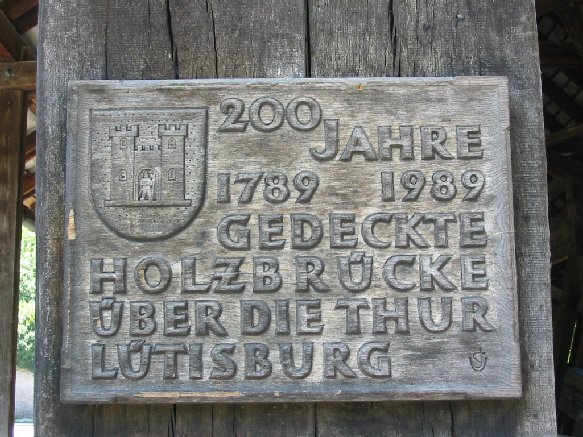 200 JAHRE
1789 1989
GEDECKTE
HOLZBRÜCKE
ÜBER DIE THUR
LÜTISBURG